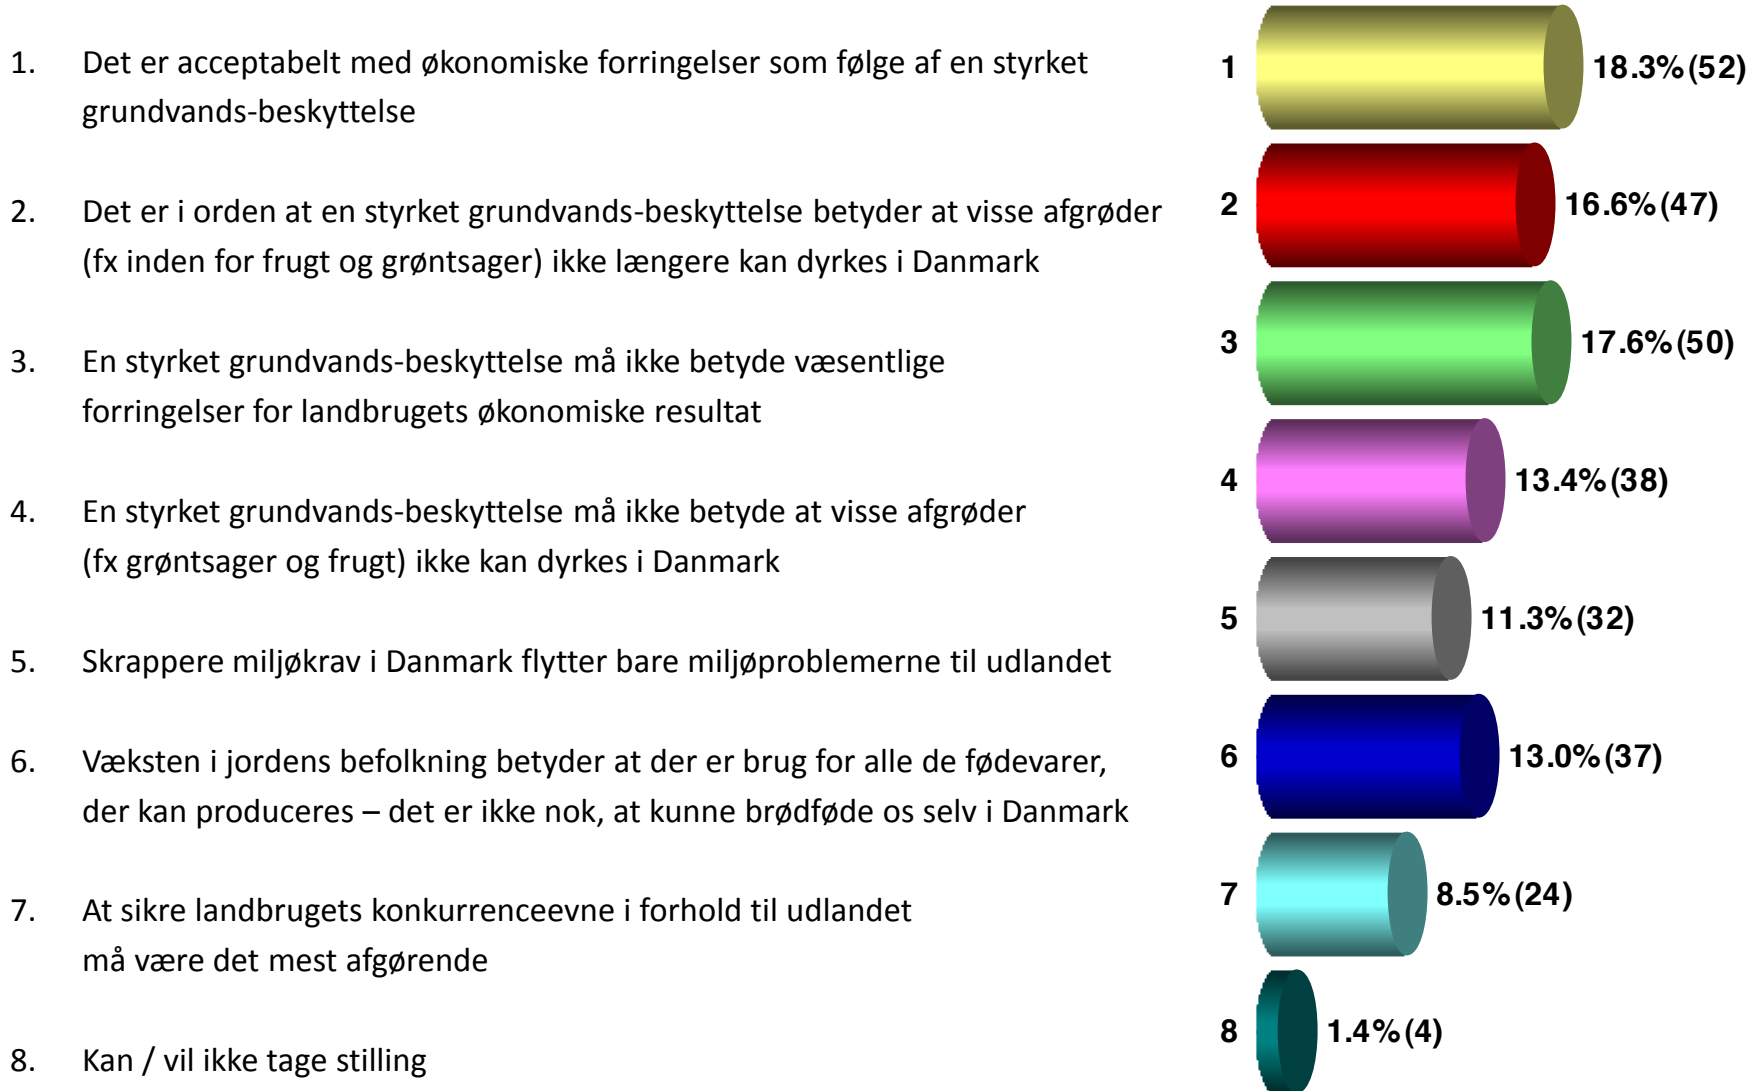 1. Det er acceptabelt med økonomiske forringelser som følge af en styrket
grundvands-beskyttelse
2. Det er i orden at en styrket grundvands-beskyttelse betyder at visse afgrøder
(fx inden for frugt og grøntsager) ikke længere kan dyrkes i Danmark
3. En styrket grundvands-beskyttelse må ikke betyde væsentlige
forringelser for landbrugets økonomiske resultat
4. En styrket grundvands-beskyttelse må ikke betyde at visse afgrøder
(fx grøntsager og frugt) ikke kan dyrkes i Danmark
5. Skrappere miljøkrav i Danmark flytter bare miljøproblemerne til udlandet
6. Væksten i jordens befolkning betyder at der er brug for alle de fødevarer,
der kan produceres – det er ikke nok, at kunne brødføde os selv i Danmark
7. At sikre landbrugets konkurrenceevne i forhold til udlandet
må være det mest afgørende
8. Kan / vil ikke tage stilling
1 18.3% (52)
2 16.6% (47)
3 17.6% (50)
4 13.4% (38)
5 11.3% (32)
6 13.0% (37)
7 8.5% (24)
8 1.4% (4)